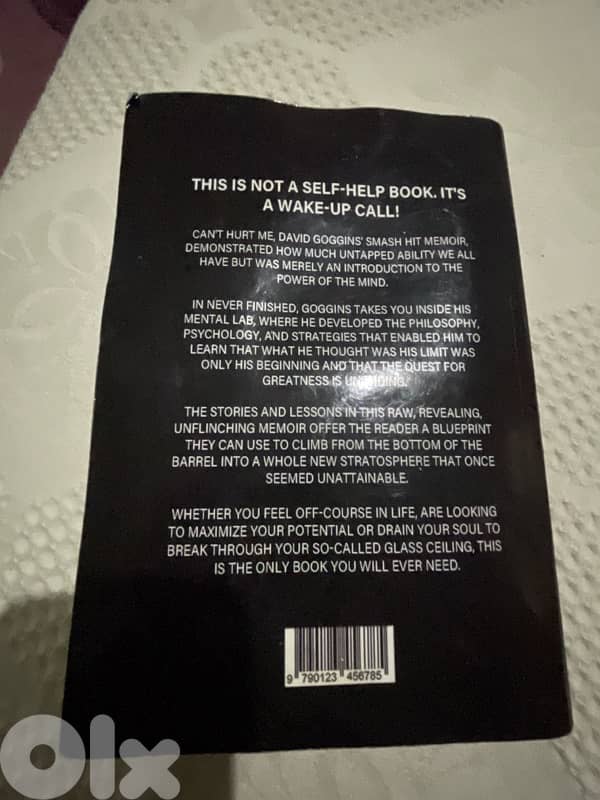 THIS IS NOT A SELF-HELP BOOK. IT'S
A WAKE-UP CALL!
CAN'T HURT ME, DAVID GOGGINS' SMASH HIT MEMOIR,
DEMONSTRATED HOW MUCH UNTAPPED ABILITY WE ALL
HAVE BUT WAS MERELY AN INTRODUCTION TO THE
POWER OF THE MIND.
IN NEVER FINISHED, GOGGINS TAKES YOU INSIDE HIS
MENTAL LAB, WHERE HE DEVELOPED THE PHILOSOPHY,
PSYCHOLOGY, AND STRATEGIES THAT ENABLED HIM TO
LEARN THAT WHAT HE THOUGHT WAS HIS LIMIT WAS
ONLY HIS BEGINNING AND THAT THE QUEST FOR
GREATNESS IS
THE STORIES AND LESSONS IN THIS RAW, REVEALING,
UNFLINCHING MEMOIR OFFER THE READER A BLUEPRINT
THEY CAN USE TO CLIMB FROM THE BOTTOM OF THE
BARREL INTO A WHOLE NEW STRATOSPHERE THAT ONCE
SEEMED UNATTAINABLE.
WHETHER YOU FEEL OFF-COURSE IN LIFE, ARE LOOKING
TO MAXIMIZE YOUR POTENTIAL OR DRAIN YOUR SOUL TO
BREAK THROUGH YOUR SO-CALLED GLASS CEILING, THIS
IS THE ONLY BOOK YOU WILL EVER NEED.
9 790123 456785
Olx